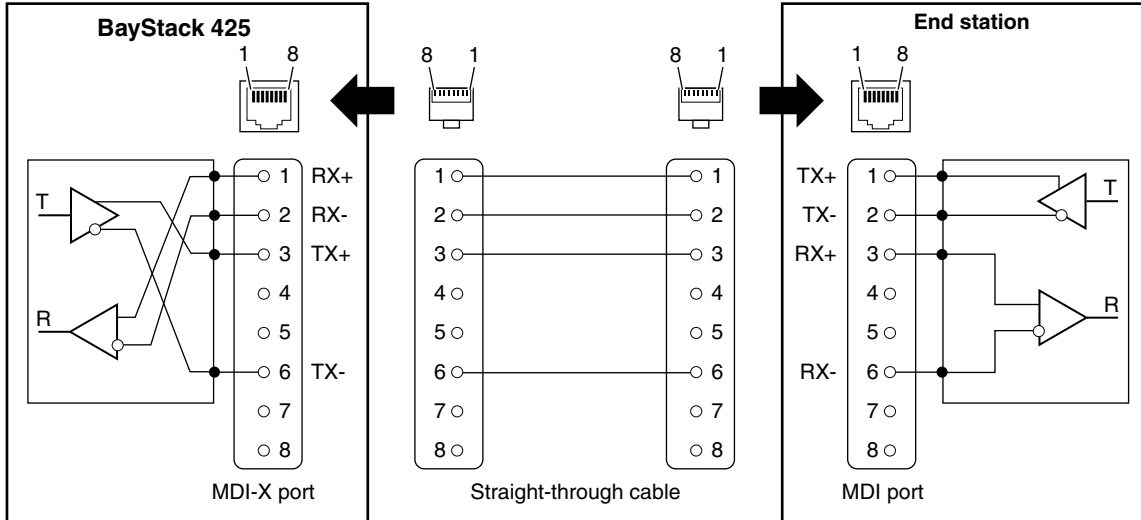 BayStack 425
End station
1 8
8 1
8 1
1 8
T
R
1 RX+
2 RX-
3 TX+
4
5
6 TX-
7
8
1
2
3
4
5
6
7
8
1
2
3
4
5
6
7
8
TX+ 1
TX- 2
RX+ 3
4
5
RX- 6
7
8
T
R
MDI-X port
Straight-through cable
MDI port